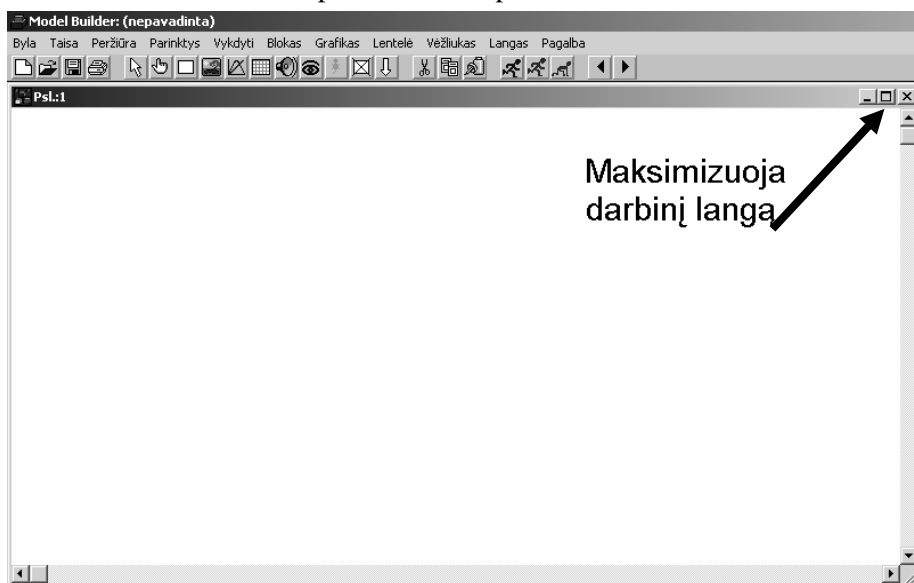 Model Builder: (nepavadinta)
Byla Taisa Peržiūra Parinktys Vykdyti Blokas Grafikas Lentelė Vėžliukas Langas Pagalba
Psl.:1
Maksimizuoja
darbinį langą